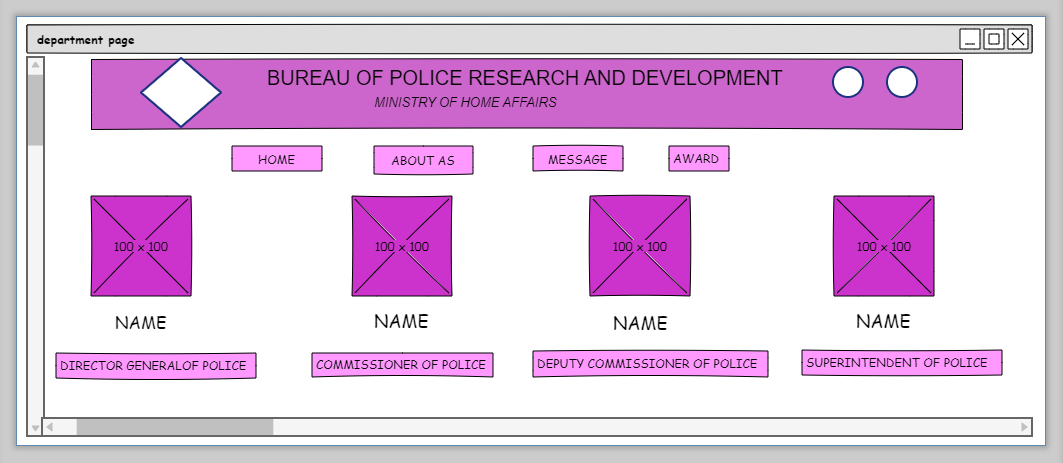 department page
BUREAU OF POLICE RESEARCH AND DEVELOPMENT
MINISTRY OF HOME AFFAIRS
HOME
ABOUT AS
MESSAGE
AWARD
100 x 100
100 x 100
100 x 100
100 x 100
NAME
NAME
NAME
NAME
DIRECTOR GENERALOF POLICE
COMMISSIONER OF POLICE
DEPUTY COMMISSIONER OF POLICE
SUPERINTENDENT OF POLICE